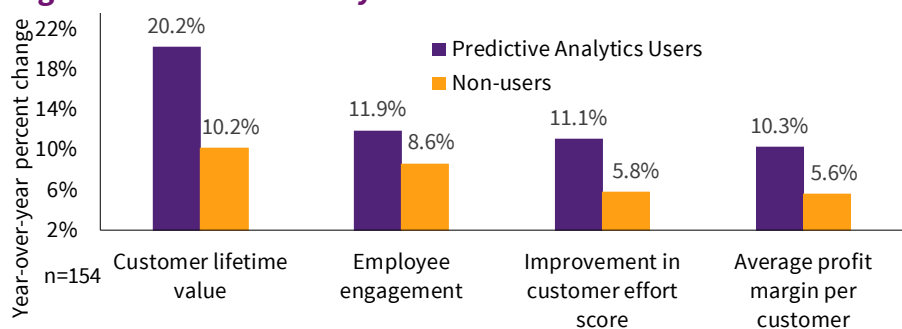 Year-over-year percent change
22%
18%
14%
10%
6%
2%
20.2%
10.2%
11.9%
8.6%
11.1%
5.8%
10.3%
5.6%
Predictive Analytics Users
Non-users
n=154
Customer lifetime
value
Employee
engagement
Improvement in
customer effort
score
Average profit
margin per
customer